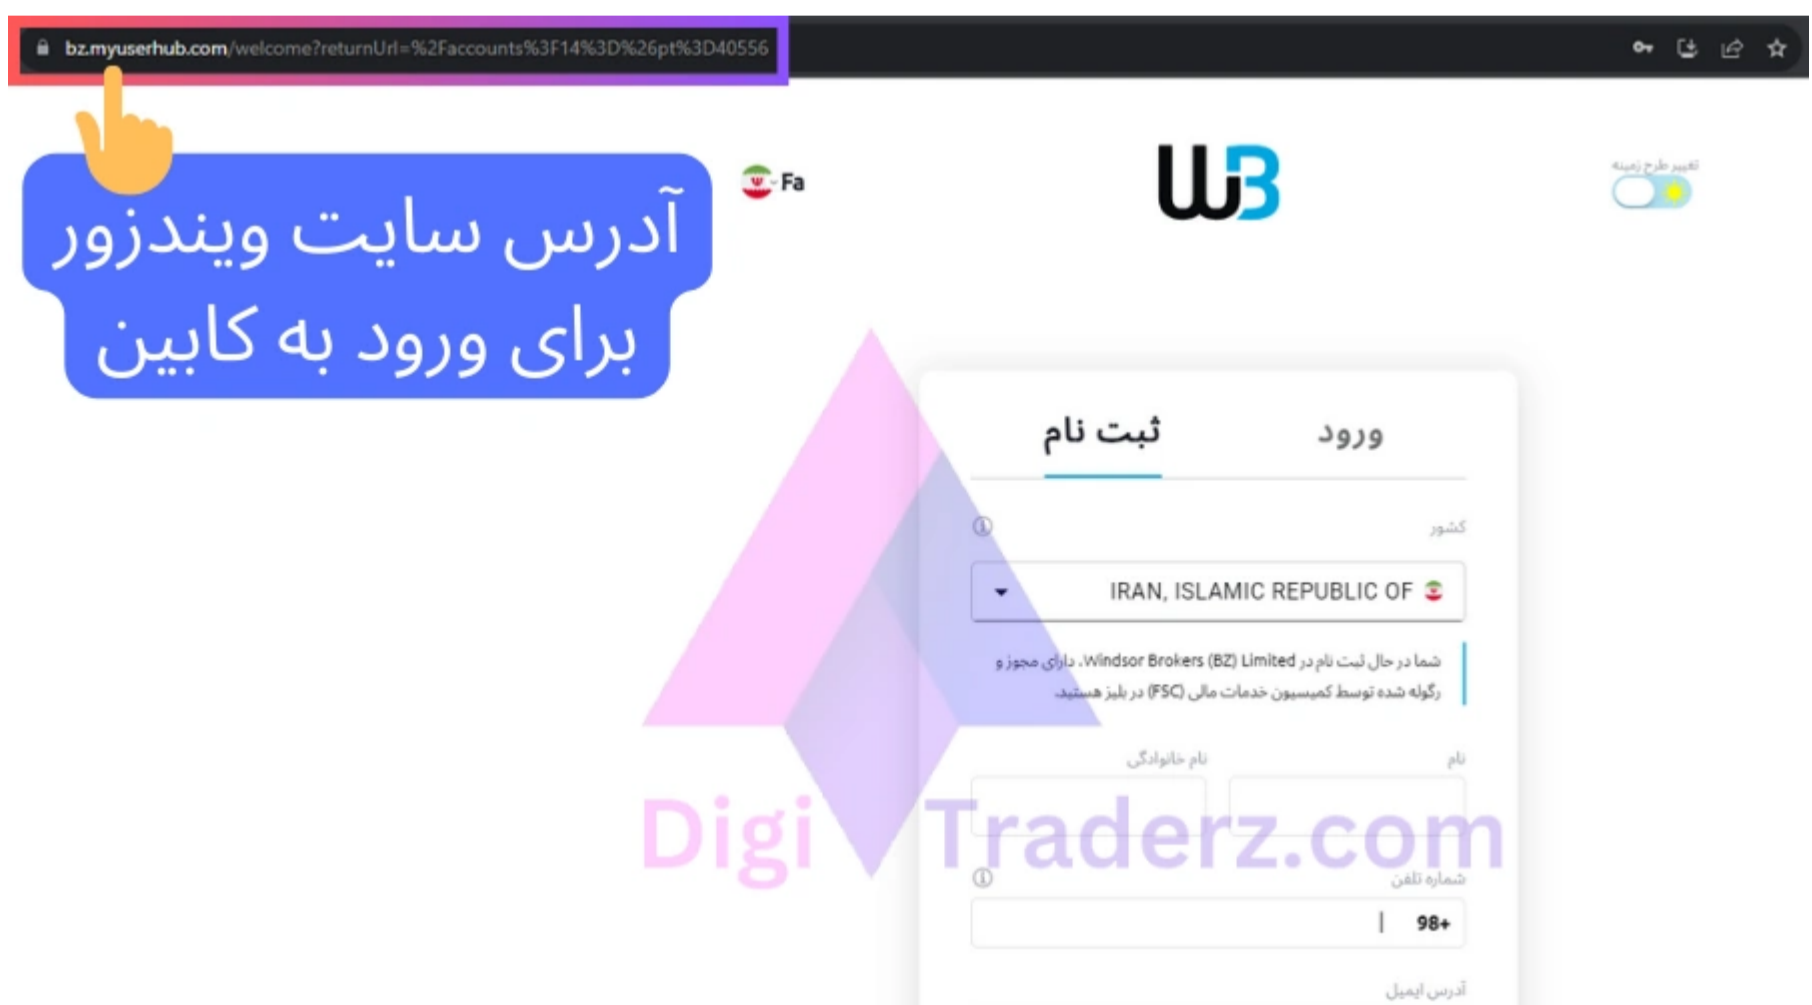 bz.myuserhub.com/welcome?returnUrl=%2Faccounts%3F14%3D%26pt%3D40556
آدرس سایت ویندزور
برای ورود به کابین
Fa
WB
تغییر طرح زمینه
ورود
ثبت نام
کشور
IRAN, ISLAMIC REPUBLIC OF
شما در حال ثبت نام در Windsor Brokers (BZ) Limited، دارای مجوز و
رگوله شده توسط کمیسیون خدمات مالی (FSC) در بلیز هستید.
نام
نام خانوادگی
Digi Traderz.com
شماره تلفن
+98
آدرس ایمیل